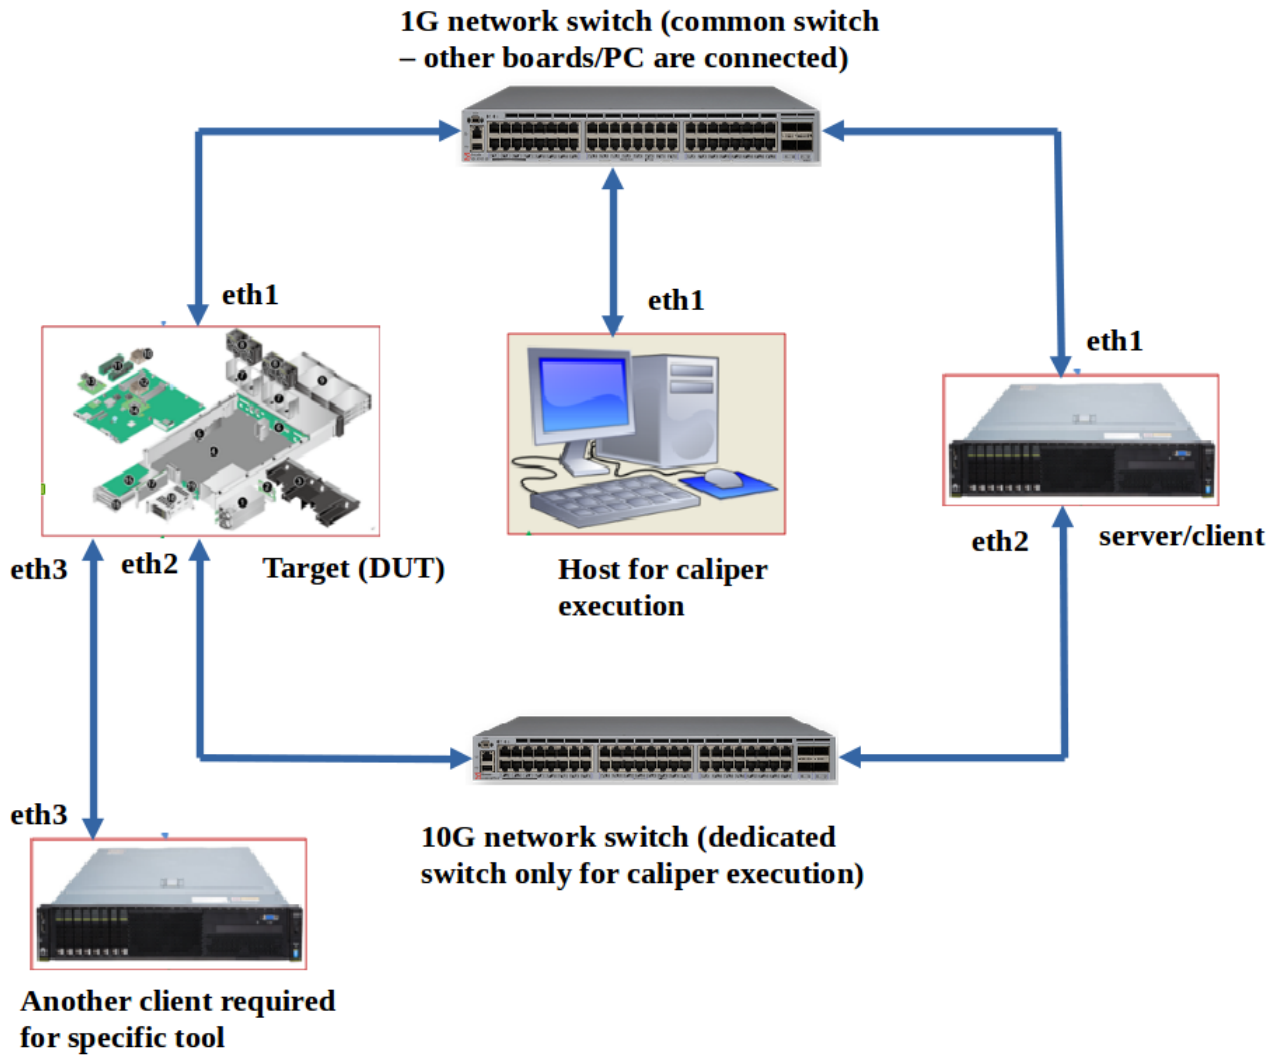 1G network switch (common switch
– other boards/PC are connected)
eth1
eth1
eth1
eth3
eth2
Target (DUT)
Host for caliper
execution
eth2
server/client
eth3
10G network switch (dedicated
switch only for caliper execution)
Another client required
for specific tool